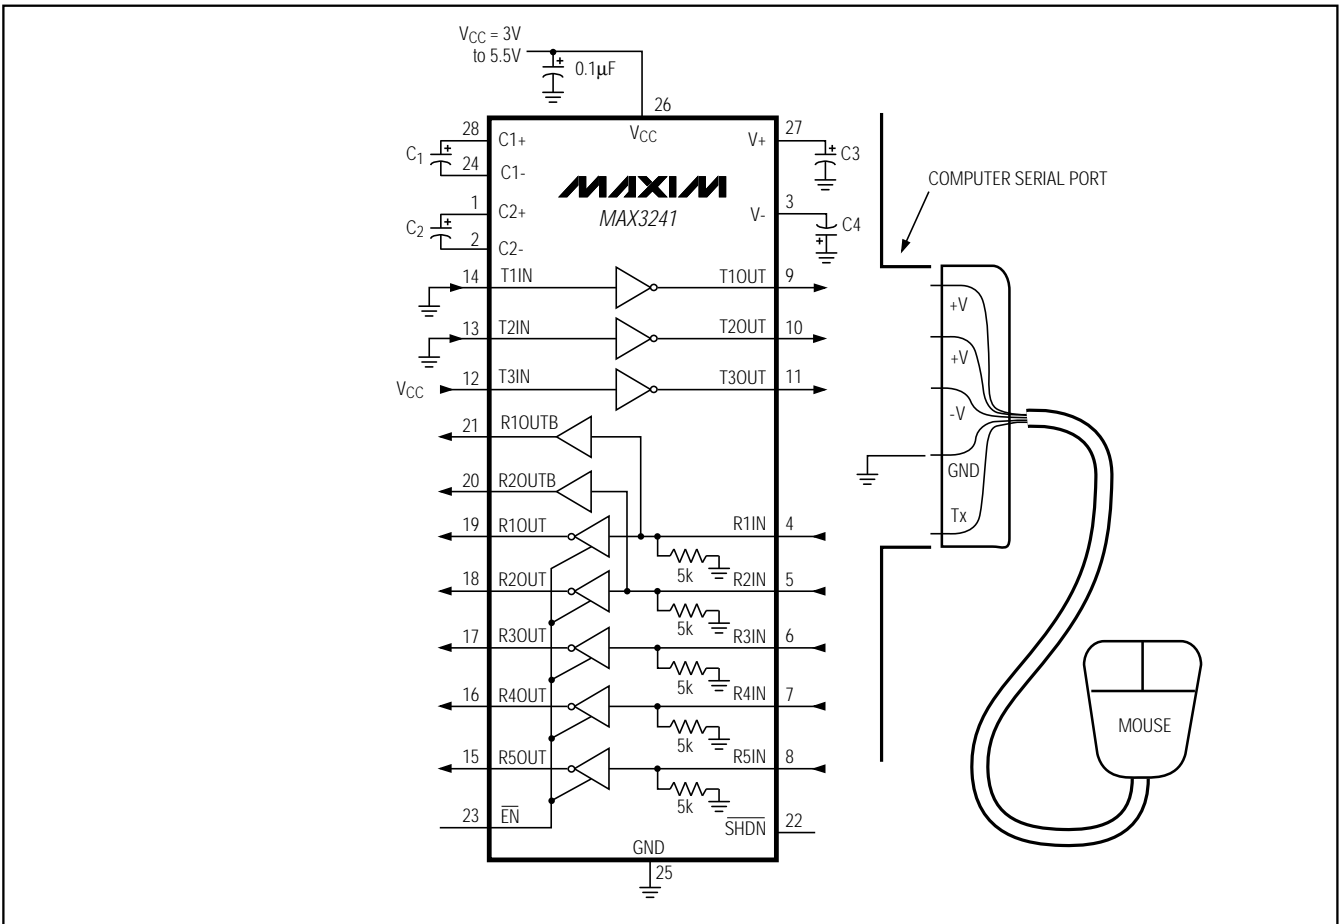 VCC = 3V
to 5.5V
0.1µF
26
VCC
28
C1+
C1
24
C1-
1
C2+
C2
2
C2-
27
V+
C3
3
V-
C4
MAXIM
MAX3241
COMPUTER SERIAL PORT
14
T1IN
T1OUT
9
13
T2IN
T2OUT
10
VCC
12
T3IN
T3OUT
11
21
R1OUTB
20
R2OUTB
19
R1OUT
R1IN
4
5k
18
R2OUT
R2IN
5
5k
17
R3OUT
R3IN
6
5k
16
R4OUT
R4IN
7
5k
15
R5OUT
R5IN
8
5k
23
EN
SHDN
22
GND
25
+V
+V
-V
GND
Tx
MOUSE